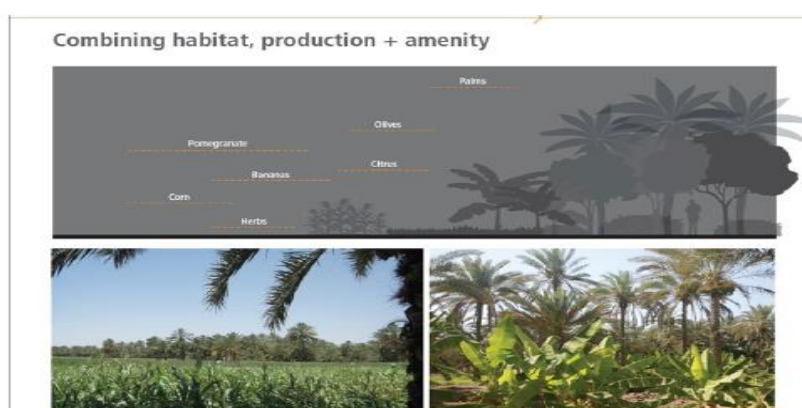 Combining habitat, production + amenity
Palms
Olives
Pomegranate
Citrus
Bananas
Corn
Herbs